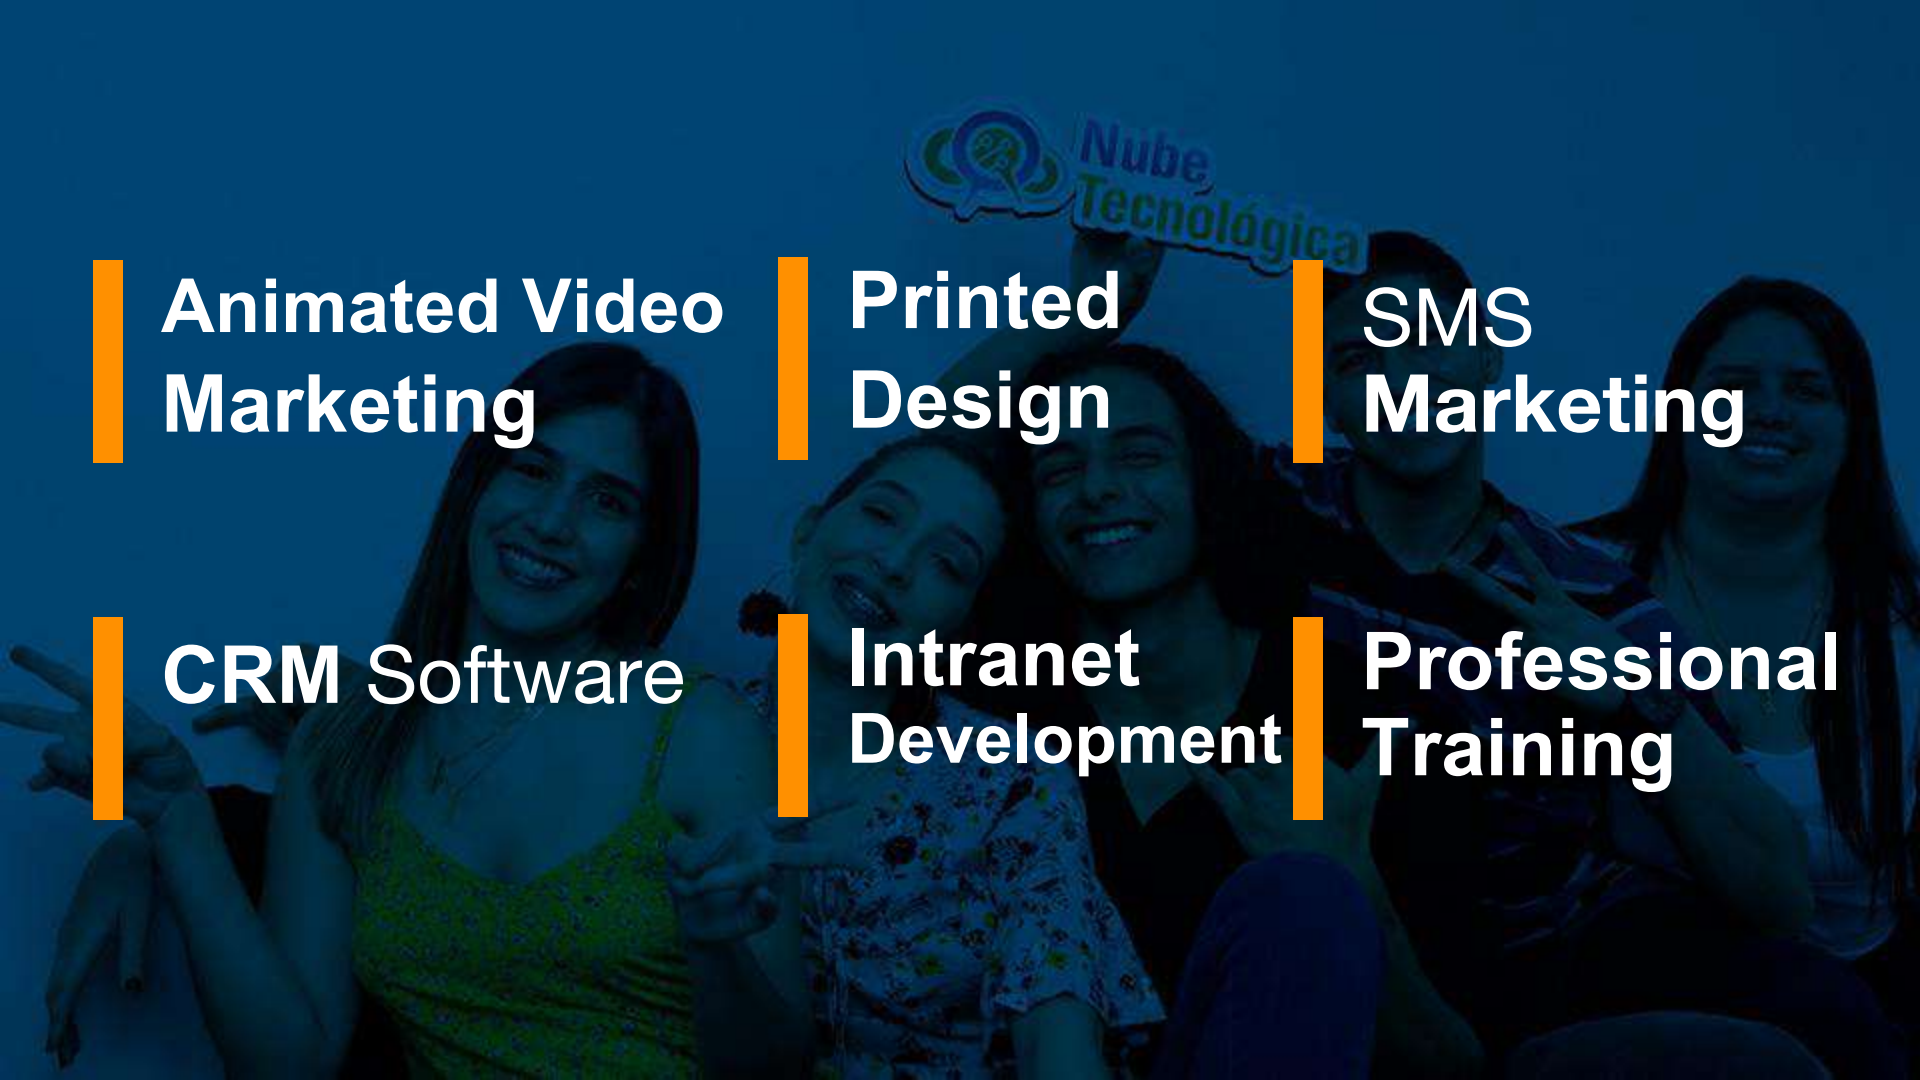 Nube
Tecnológica
Animated Video
Marketing
Printed
Design
SMS
Marketing
CRM Software
Intranet
Development
Professional
Training